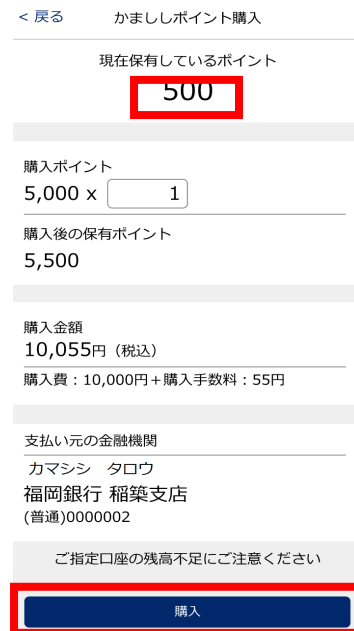 < 戻る かまししポイント購入
現在保有しているポイント
500
購入ポイント
5,000 x 1
購入後の保有ポイント
5,500
購入金額
10,055円（税込）
購入費：10,000円＋購入手数料：55円
支払い元の金融機関
カマシシ　タロウ
福岡銀行 稲築支店
(普通)0000002
ご指定口座の残高不足にご注意ください
購入